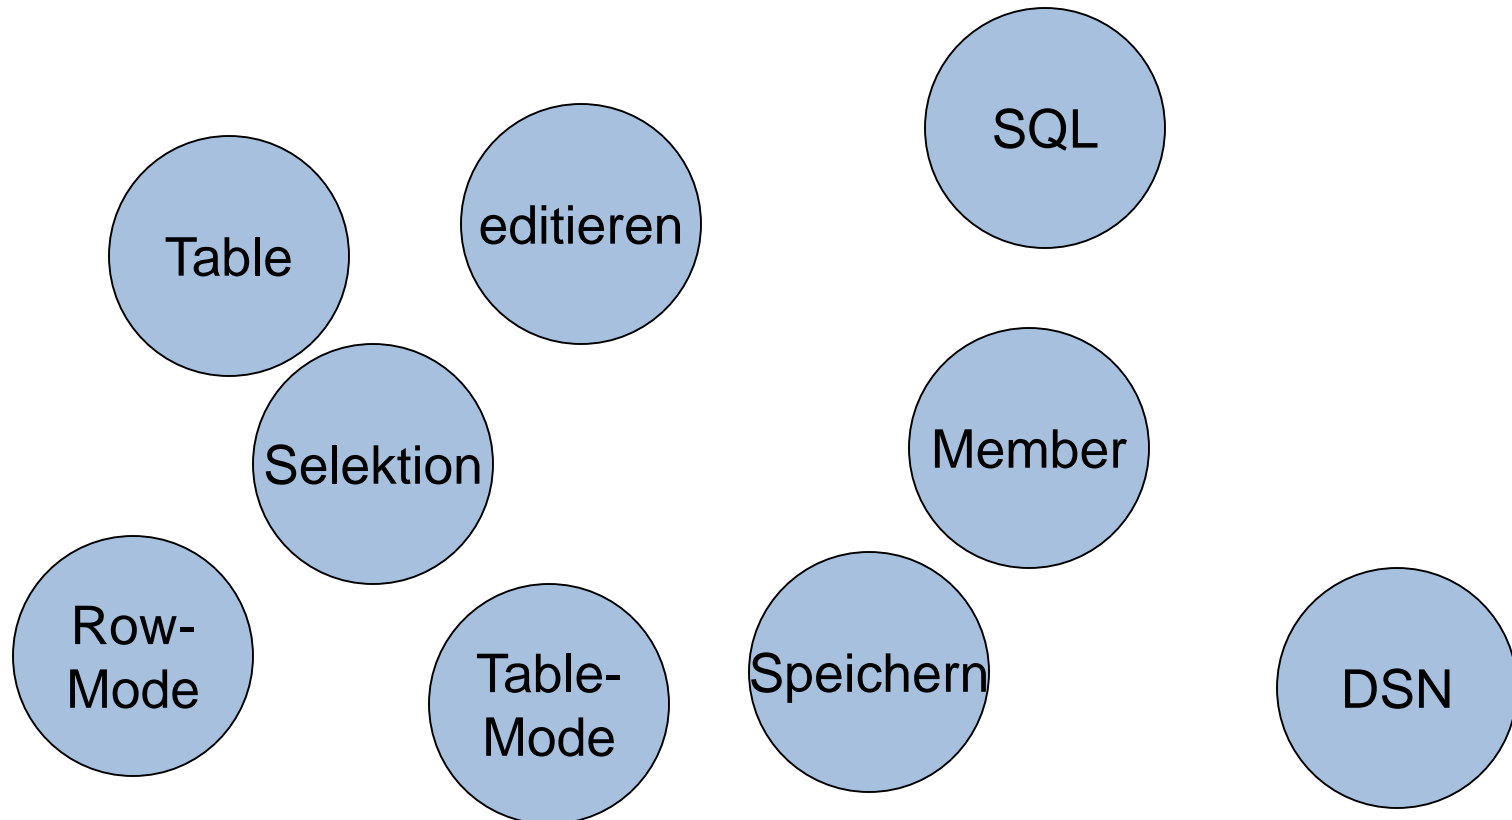 SQL
editieren
Table
Member
Selektion
Row-
Mode
Table-
Mode
Speichern
DSN